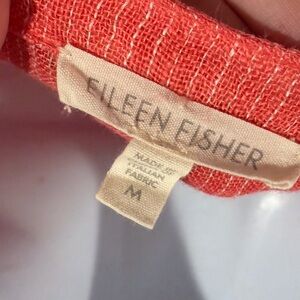 EILEEN FISHER
MADE OF
ITALIAN
FABRIC
M